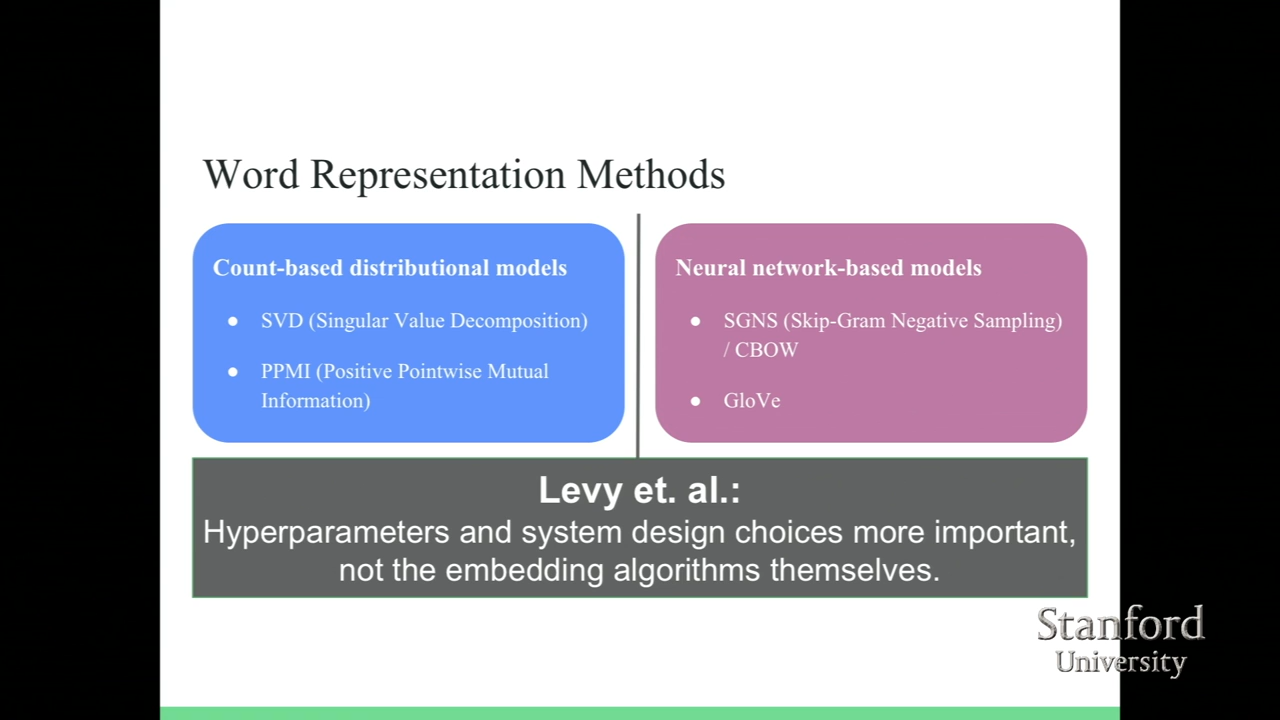 Word Representation Methods
Count-based distributional models
● SVD (Singular Value Decomposition)
● PPMI (Positive Pointwise Mutual
Information)
Neural network-based models
● SGNS (Skip-Gram Negative Sampling)
/ CBOW
● GloVe
Levy et. al.:
Hyperparameters and system design choices more important,
not the embedding algorithms themselves.
Stanford
University